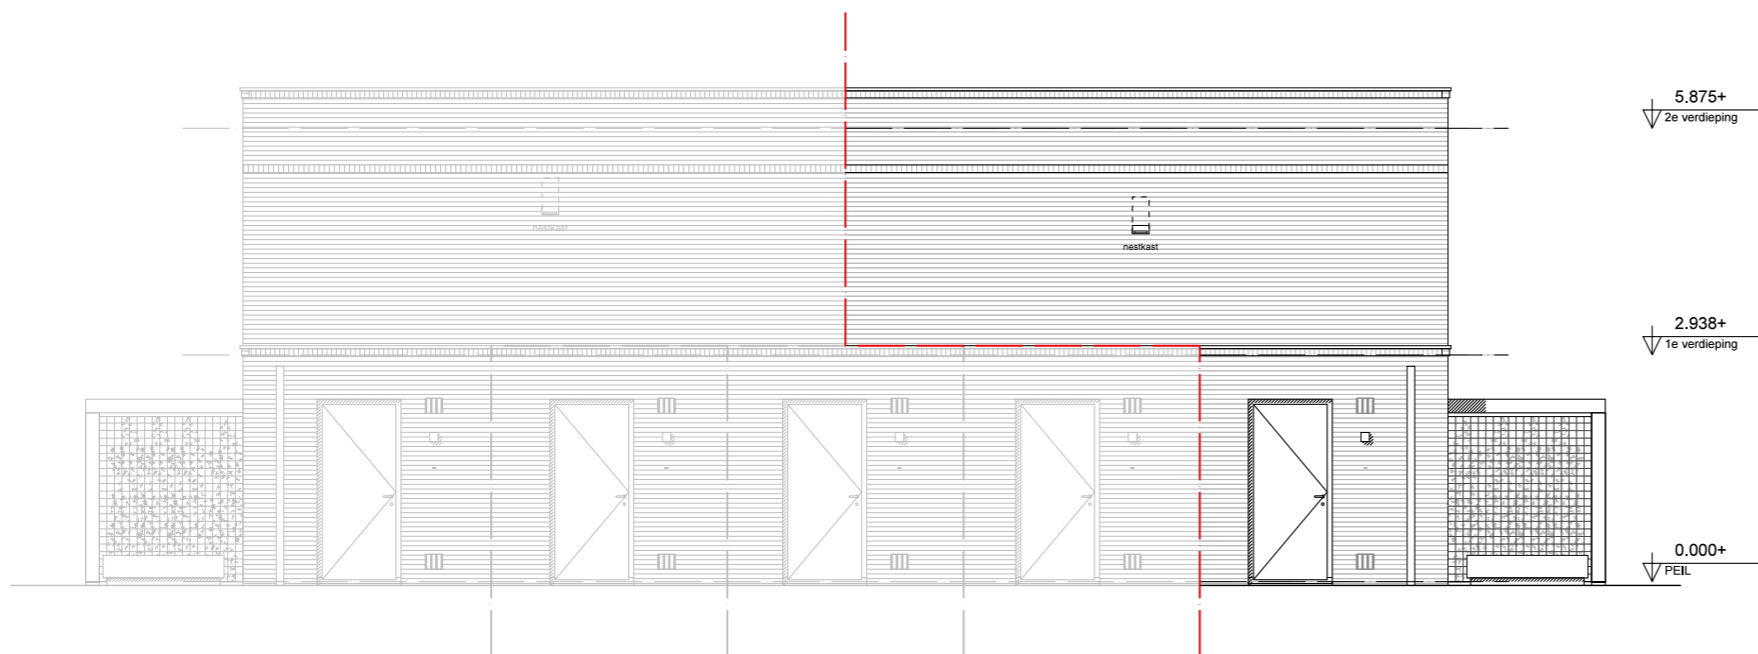 5.875+
2e verdieping
nestkast
nestkast
2.938+
1e verdieping
0.000+
PEIL